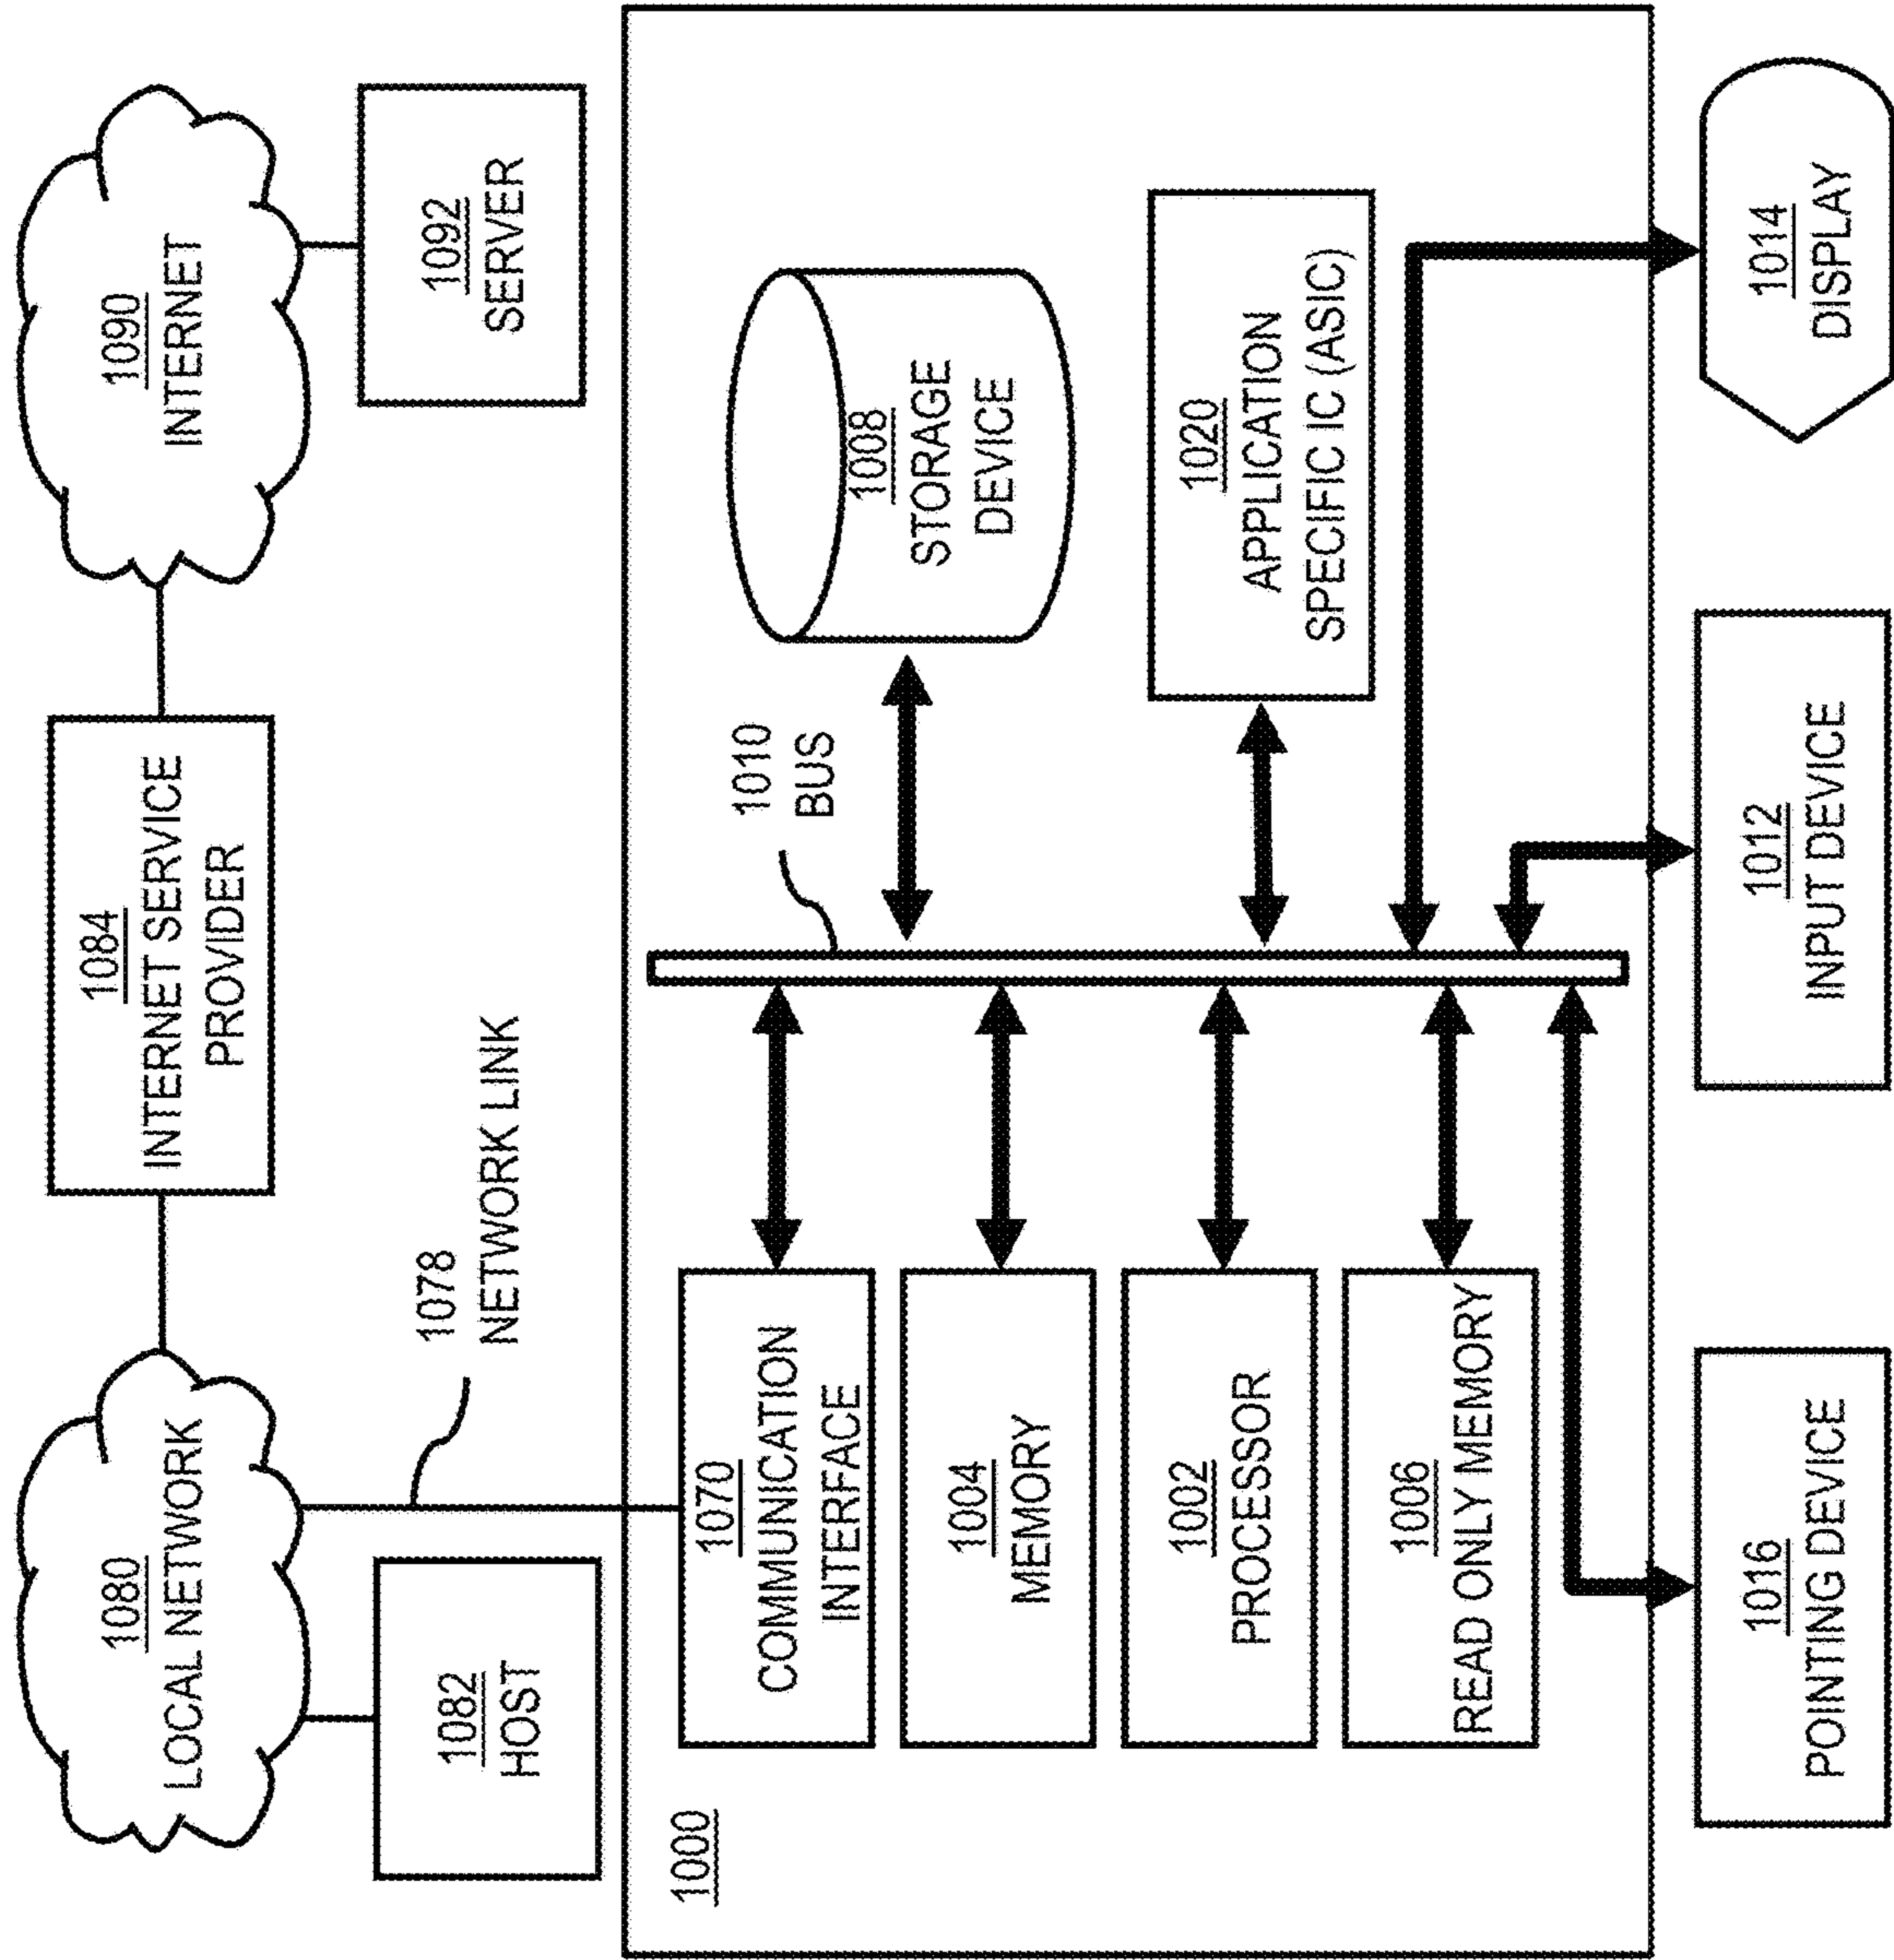 1080
LOCAL NETWORK
1084
INTERNET SERVICE
PROVIDER
1090
INTERNET
1082
HOST
1078
NETWORK LINK
1092
SERVER
1000
1070
COMMUNICATION
INTERFACE
1010
BUS
1008
STORAGE
DEVICE
1004
MEMORY
1002
PROCESSOR
1020
APPLICATION
SPECIFIC IC (ASIC)
1006
READ ONLY MEMORY
1016
POINTING DEVICE
1012
INPUT DEVICE
1014
DISPLAY